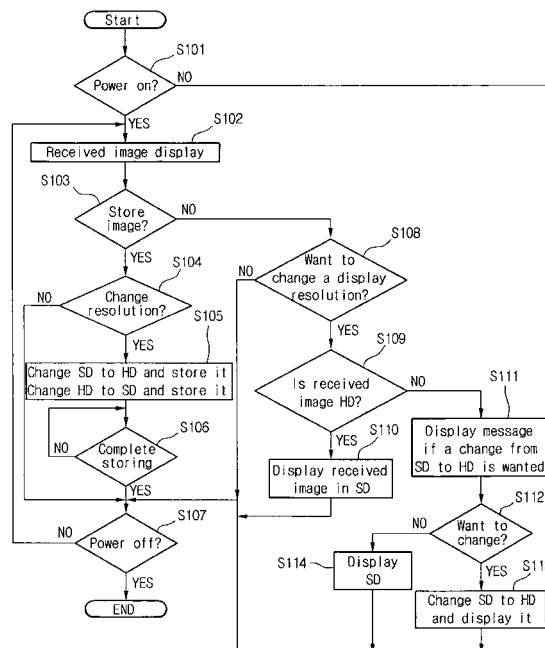 Start
S101
Power on?
NO
YES
S102
Received image display
S103
Store
image?
NO
YES
S104
NO
Change
resolution?
YES
S105
Change SD to HD and store it
Change HD to SD and store it
S106
NO
Complete
storing
YES
S107
NO
Power off?
YES
END
S108
NO
Want to
change a display
resolution?
YES
S109
Is received
image HD?
NO
YES
S110
Display received
image in SD
S111
Display message
if a change from
SD to HD is wanted
S112
NO
Want to
change?
YES
S114
Display
SD
S11
Change SD to HD
and display it